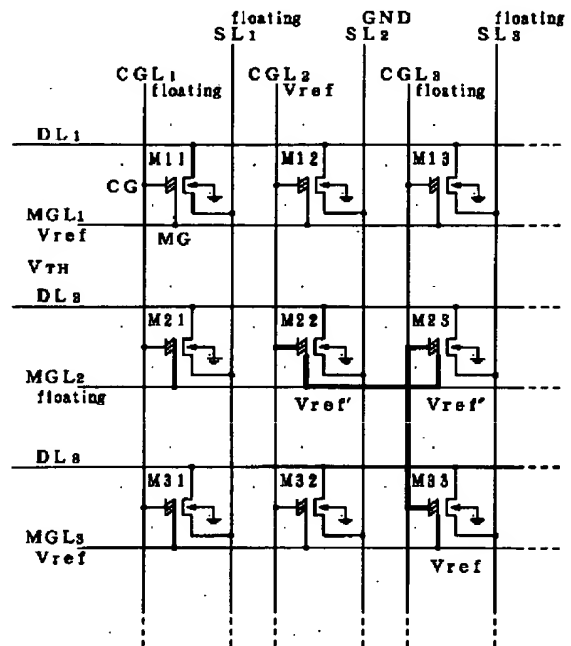 floating GND floating
SL1 SL2 SL3
CGL1 CGL2 CGL3
floating Vref floating
DL1
M11 M12 M13
CG
MGL1
Vref MG
VTH
DL2
M21 M22 M23
MGL2
floating Vref' Vref"
DL3
M31 M32 M33
MGL3
Vref Vref